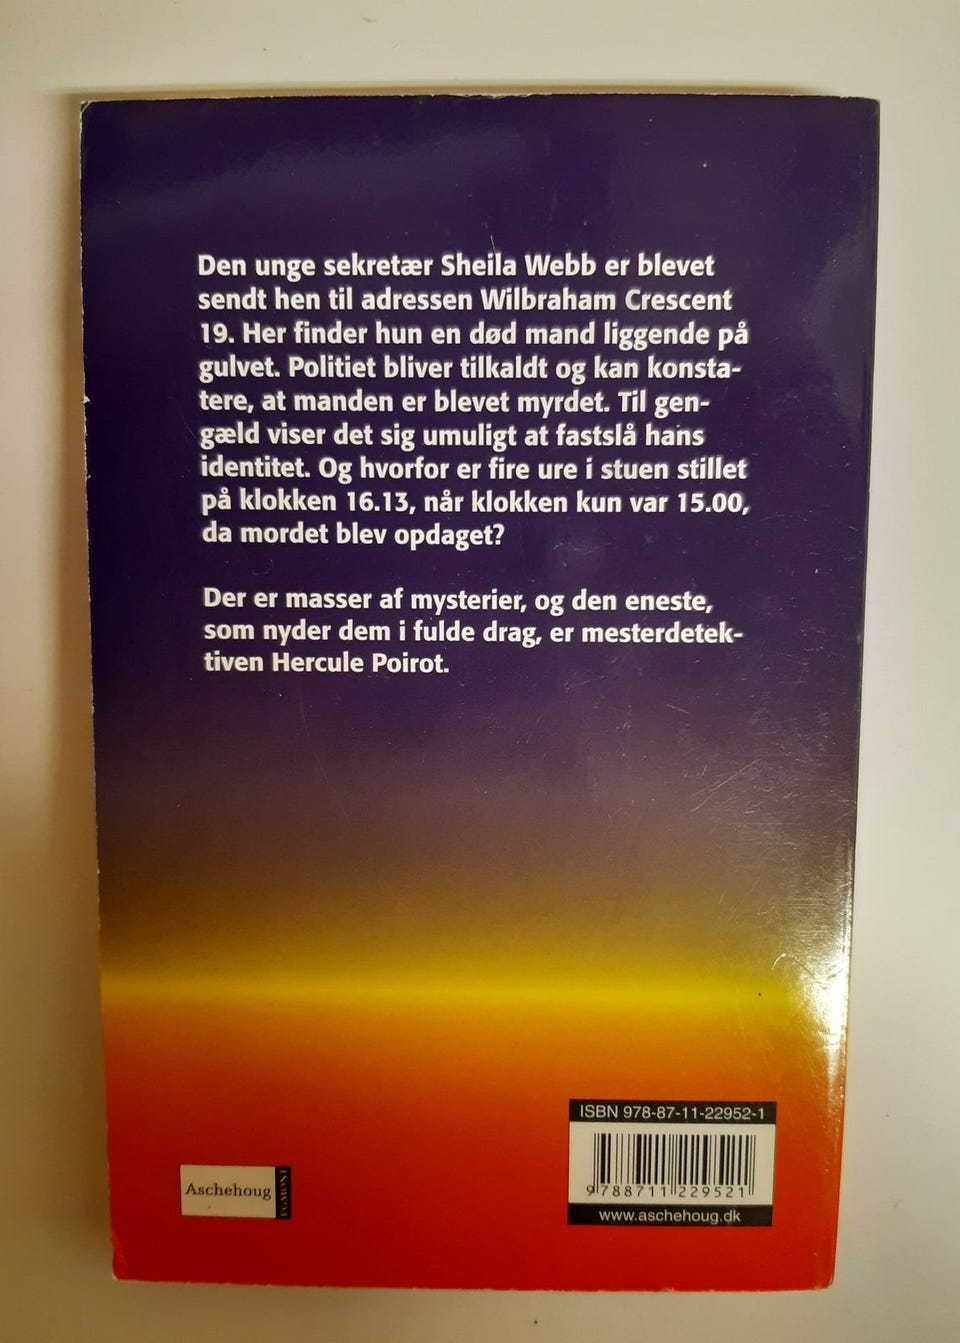 Den unge sekretær Sheila Webb er blevet
sendt hen til adressen Wilbraham Crescent
19. Her finder hun en død mand liggende på
gulvet. Politiet bliver tilkaldt og kan konsta-
tere, at manden er blevet myrdet. Til gen-
gæld viser det sig umuligt at fastslå hans
identitet. Og hvorfor er fire ure i stuen stillet
på klokken 16.13, når klokken kun var 15.00,
da mordet blev opdaget?
Der er masser af mysterier, og den eneste,
som nyder dem i fulde drag, er mesterdetek-
tiven Hercule Poirot.
Aschehoug
EGMONT
ISBN 978-87-11-22952-1
9 788711 229521
www.aschehoug.dk